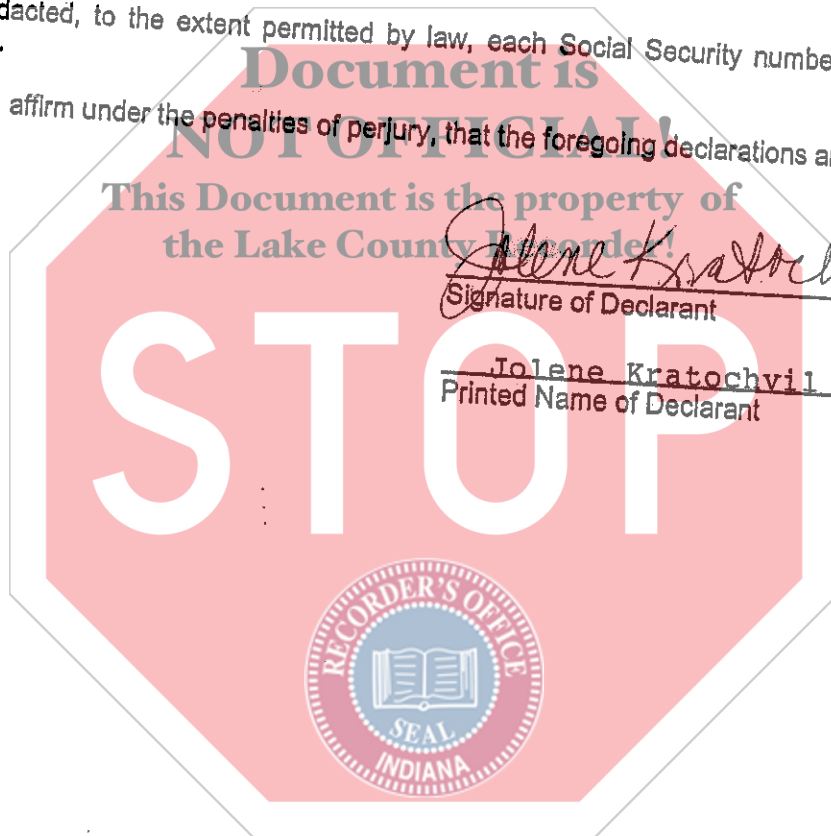 dacted, to the extent permitted by law, each Social Security numbe
.
Document is
affirm under the penalties of perjury, that the foregoing declarations a
NOT OFFICIAL!
This Document is the property of
the Lake County Recorder!
Jolene Kratoch
Signature of Declarant
Jolene Kratochvil
Printed Name of Declarant
STOP
RECORDER'S OFFICE
SEAL
INDIANA